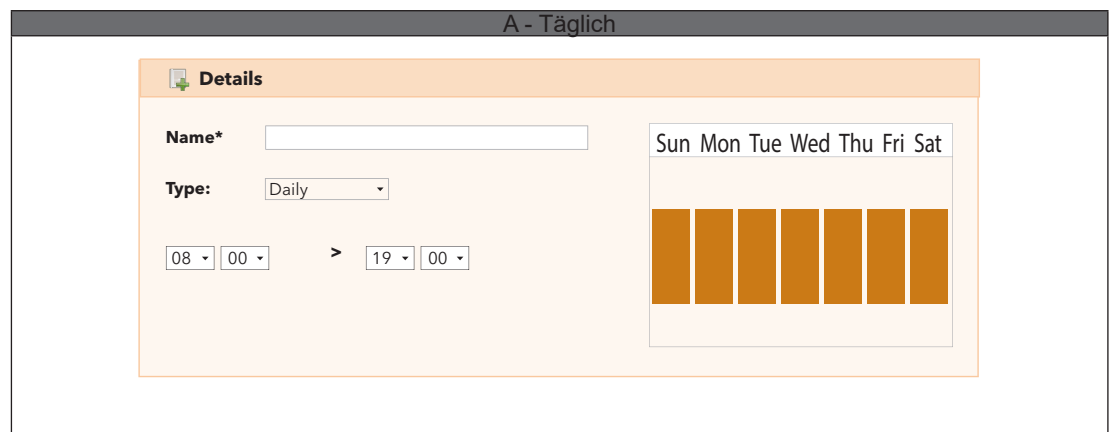 A - Täglich
Details
Name*
Sun Mon Tue Wed Thu Fri Sat
Type: Daily
08 00 > 19 00